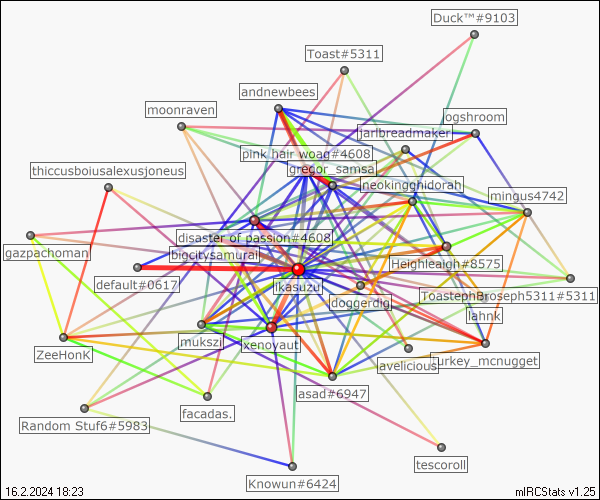 Duck™#9103
Toast#5311
andnewbees
moonraven
ogshroom
jarlbreadmaker
pink hair woag#4608
gregor_samsa
thiccusboiusalexusjoneus
neokingghidorah
mingus4742
disaster of passion#4608
gazpachoman
bigcitysamurai
Heighleaigh#8575
default#0617
ikasuzu
ToastephBroseph5311#5311
doggerdig
lahnk
mukszi
xenoyaut
ZeeHonk
turkey_mcnugget
avelicious
asad#6947
facadas.
Random Stuf6#5983
tescoroll
Knowun#6424
16.2.2024 18:23
mIRCStats v1.25